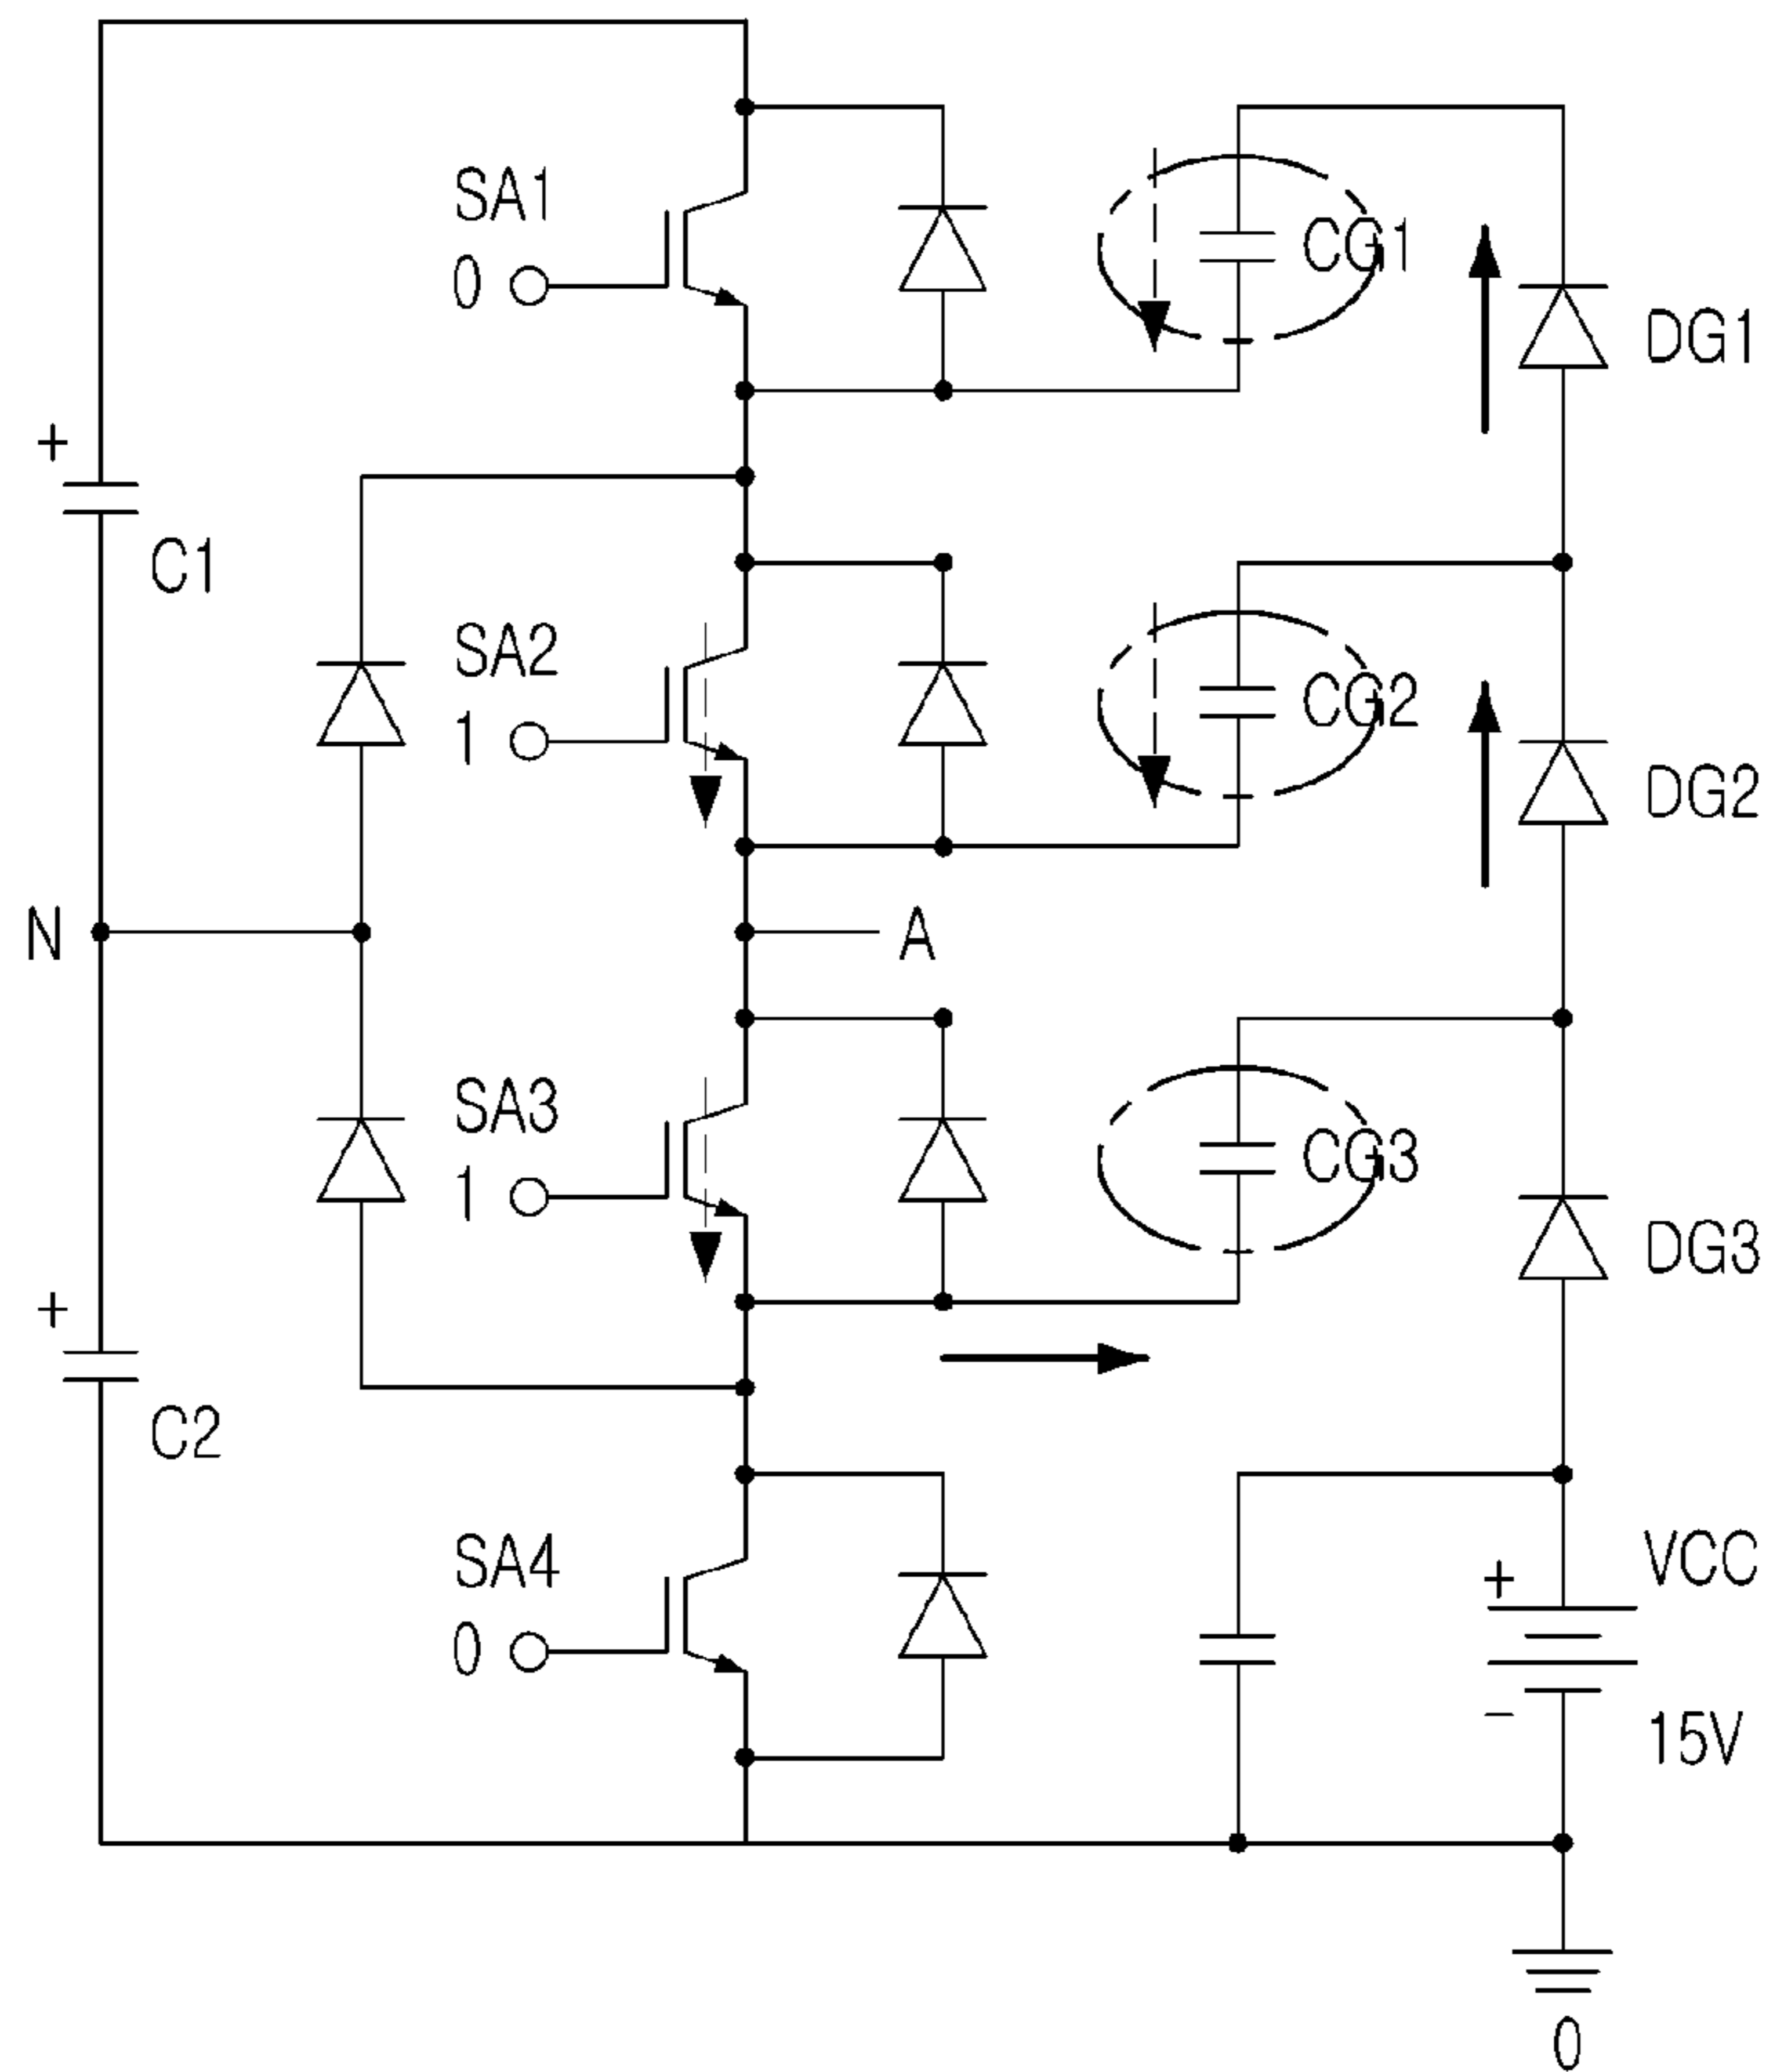 SA1
0
CG1
DG1
+
C1
SA2
1
CG2
DG2
N
A
SA3
1
CG3
DG3
+
C2
SA4
0
+
VCC
−
15V
0